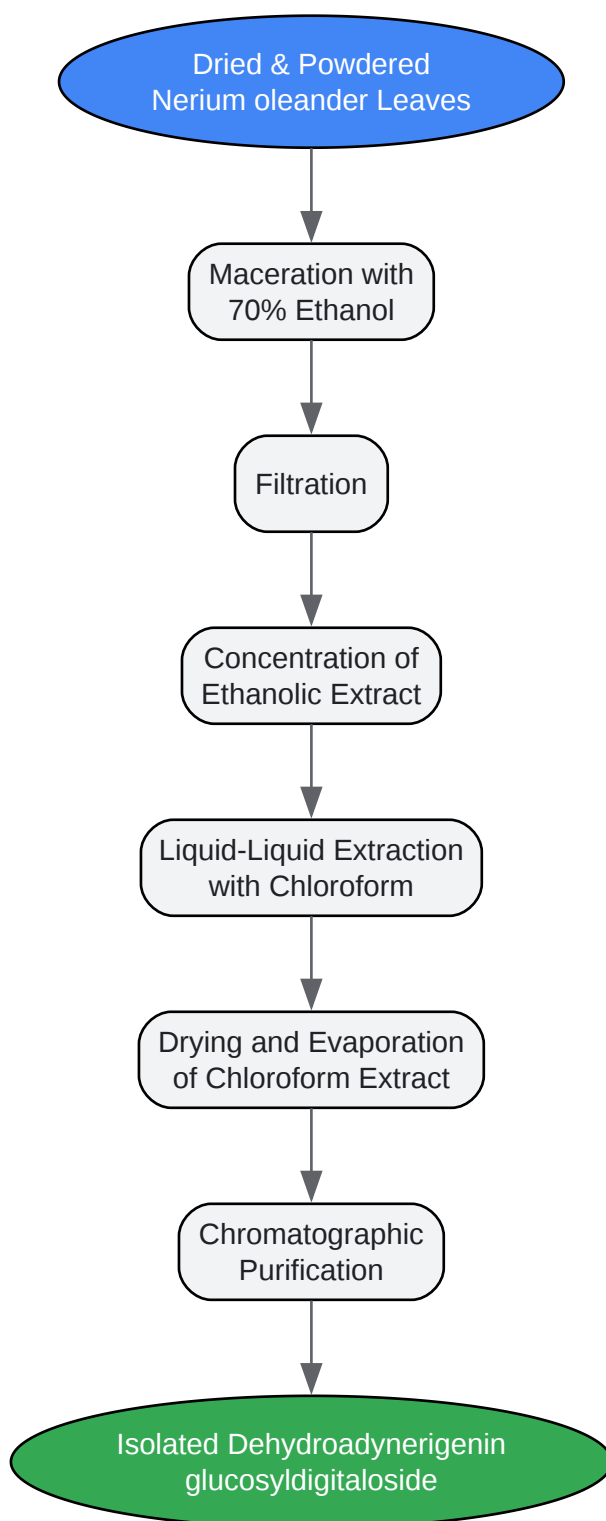 Dried & Powdered
Nerium oleander Leaves
Maceration with
70% Ethanol
Filtration
Concentration of
Ethanolic Extract
Liquid-Liquid Extraction
with Chloroform
Drying and Evaporation
of Chloroform Extract
Chromatographic
Purification
Isolated Dehydroadynerigenin
glucosyldigitaloside